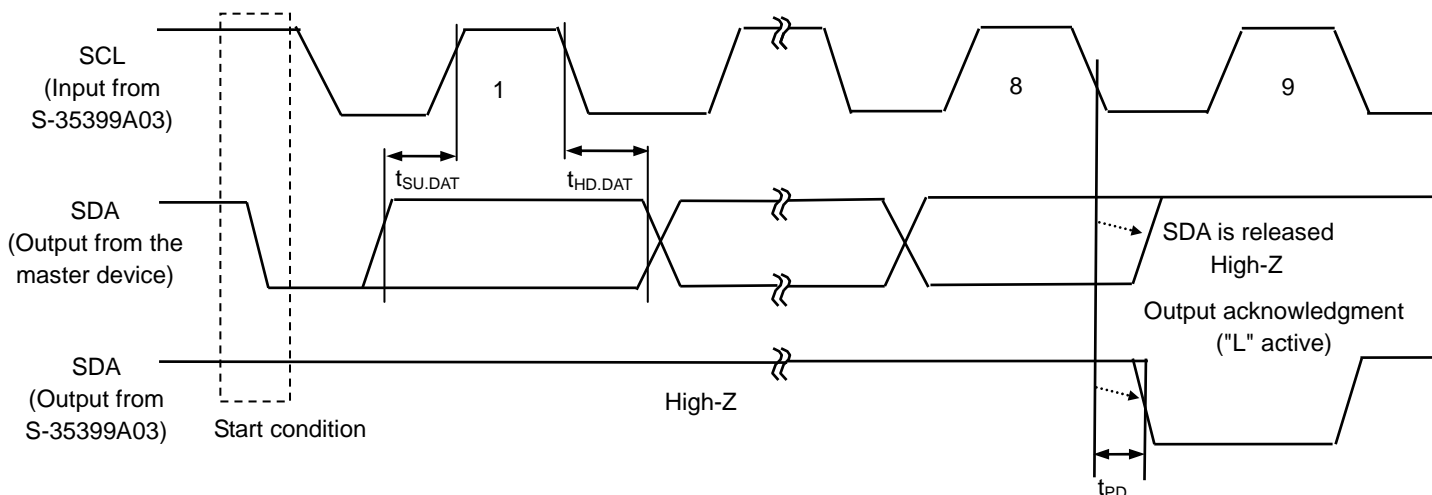 SCL
(Input from
S-35399A03)
1
8
9
tSU.DAT
tHD.DAT
SDA
(Output from the
master device)
SDA is released
High-Z
Output acknowledgment
("L" active)
SDA
(Output from
S-35399A03)
High-Z
Start condition
tPD